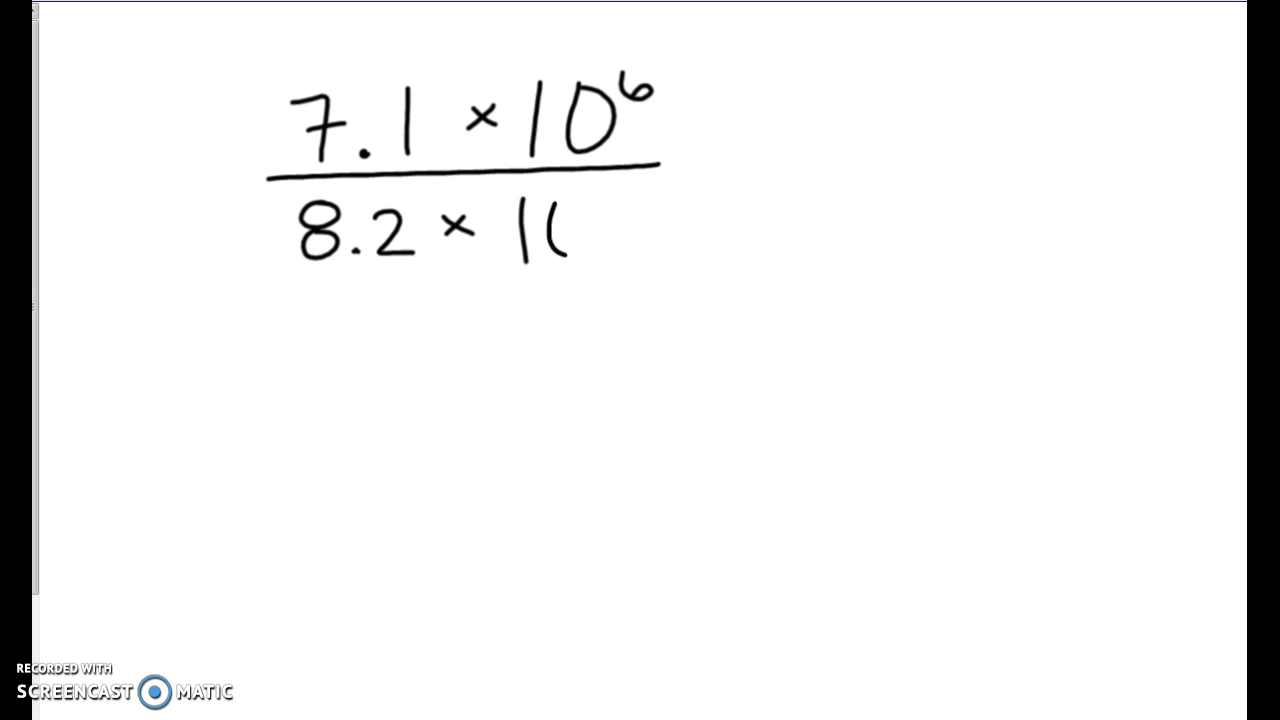 7.1 × 10⁶
8.2 × 1(
RECORDED WITH
SCREENCAST MATIC